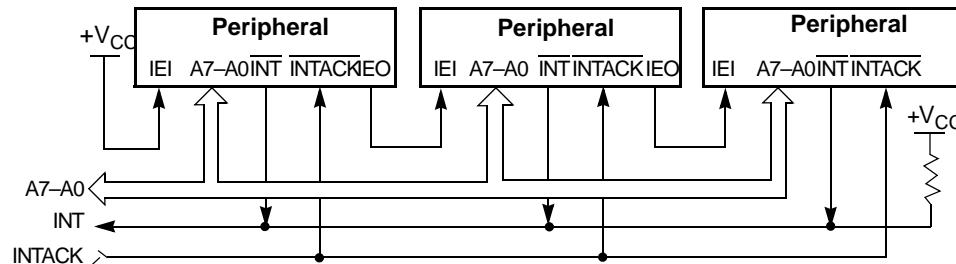 Peripheral Peripheral Peripheral
+VCC
IEI A7–A0 INT INTACK IEO IEI A7–A0 INT INTACK IEO IEI A7–A0 INT INTACK
+VCC
A7–A0
INT
INTACK